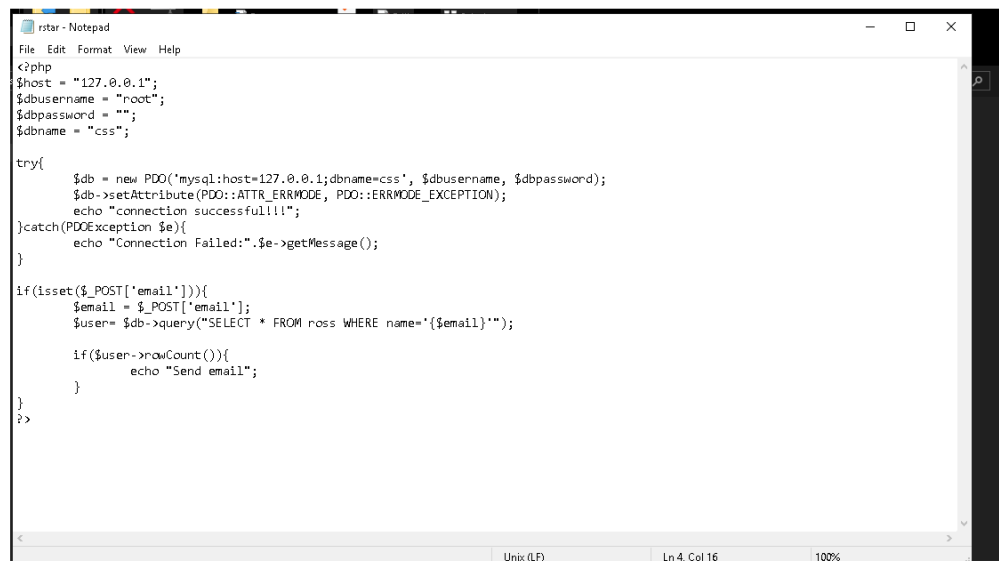 rstar - Notepad
File Edit Format View Help
<?php
$host = "127.0.0.1";
$dbusername = "root";
$dbpassword = "";
$dbname = "css";
try{
$db = new PDO('mysql:host=127.0.0.1;dbname=css', $dbusername, $dbpassword);
$db->setAttribute(PDO::ATTR_ERRMODE, PDO::ERRMODE_EXCEPTION);
echo "connection successful!!!";
}catch(PDOException $e){
echo "Connection Failed:".$e->getMessage();
}
if(isset($_POST['email'])){
$email = $_POST['email'];
$user= $db->query("SELECT * FROM ross WHERE name='{$email}'");
if($user->rowCount()){
echo "Send email";
}
}
?>
Unix (LF) Ln 4, Col 16 100%